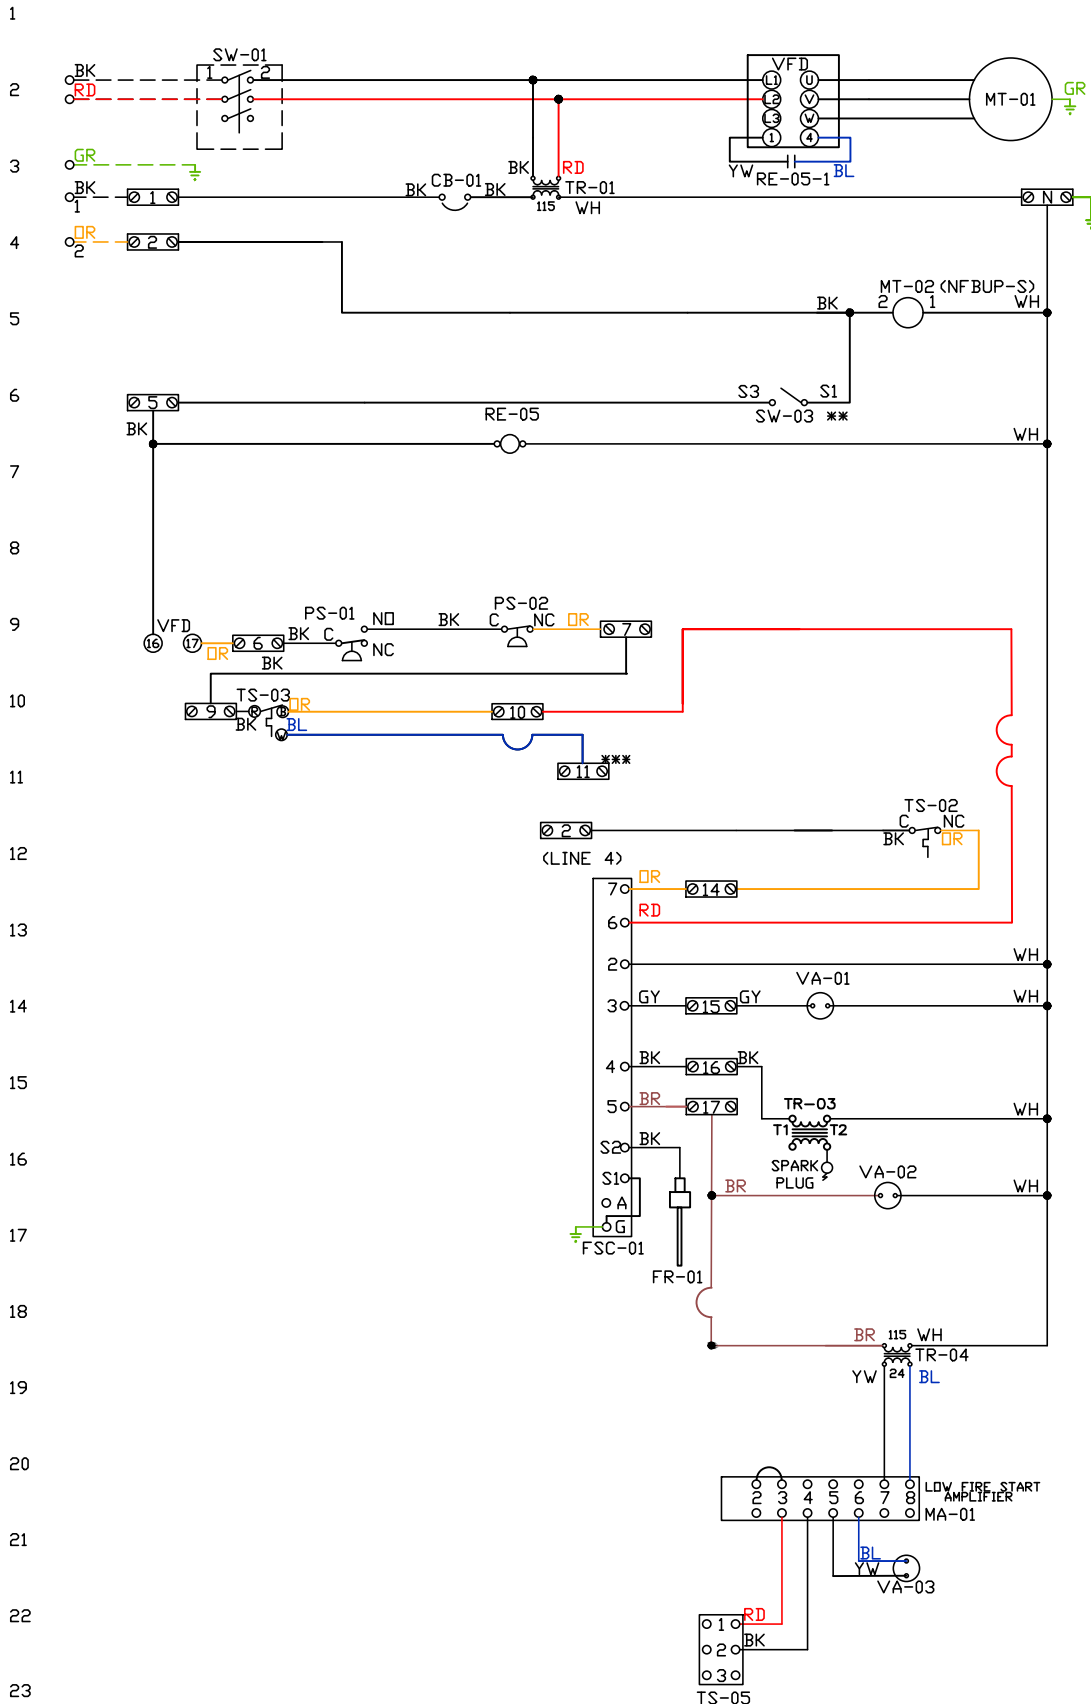 1
SW-01
BK 1 2 VFD
2 RD L1 U MT-01 GR
L2 V
L3 W
1 4
3 GR YW RE-05-1 BL
BK 1 BK CB-01 BK BK RD TR-01 N
1 115 WH
4 OR 2
2
MT-02 (NFBUP-S)
5 BK 2 1 WH
6 5 S3 S1
SW-03 **
BK RE-05 WH
7
8
9 VFD PS-01 NO BK PS-02
16 17 OR 6 BK C NC C NC OR 7
BK
10 TS-03
9 BK R B OR 10
W BL
11 11 ***
TS-02
2 C NC
BK OR
12 (LINE 4)
7 OR 14
13 6 RD
2 WH
VA-01
14 3 GY 15 GY WH
15 4 BK 16 BK
5 BR 17 TR-03 WH
T1 T2
16 S2 BK SPARK
PLUG
S1 BR VA-02 WH
A
17 G
FSC-01
FR-01
18
BR 115 WH
TR-04
19 YW 24 BL
20
LOW FIRE START
AMPLIFIER
2 3 4 5 6 7 8
MA-01
21
BL
YW
VA-03
22 RD
1
2 BK
3
23 TS-05